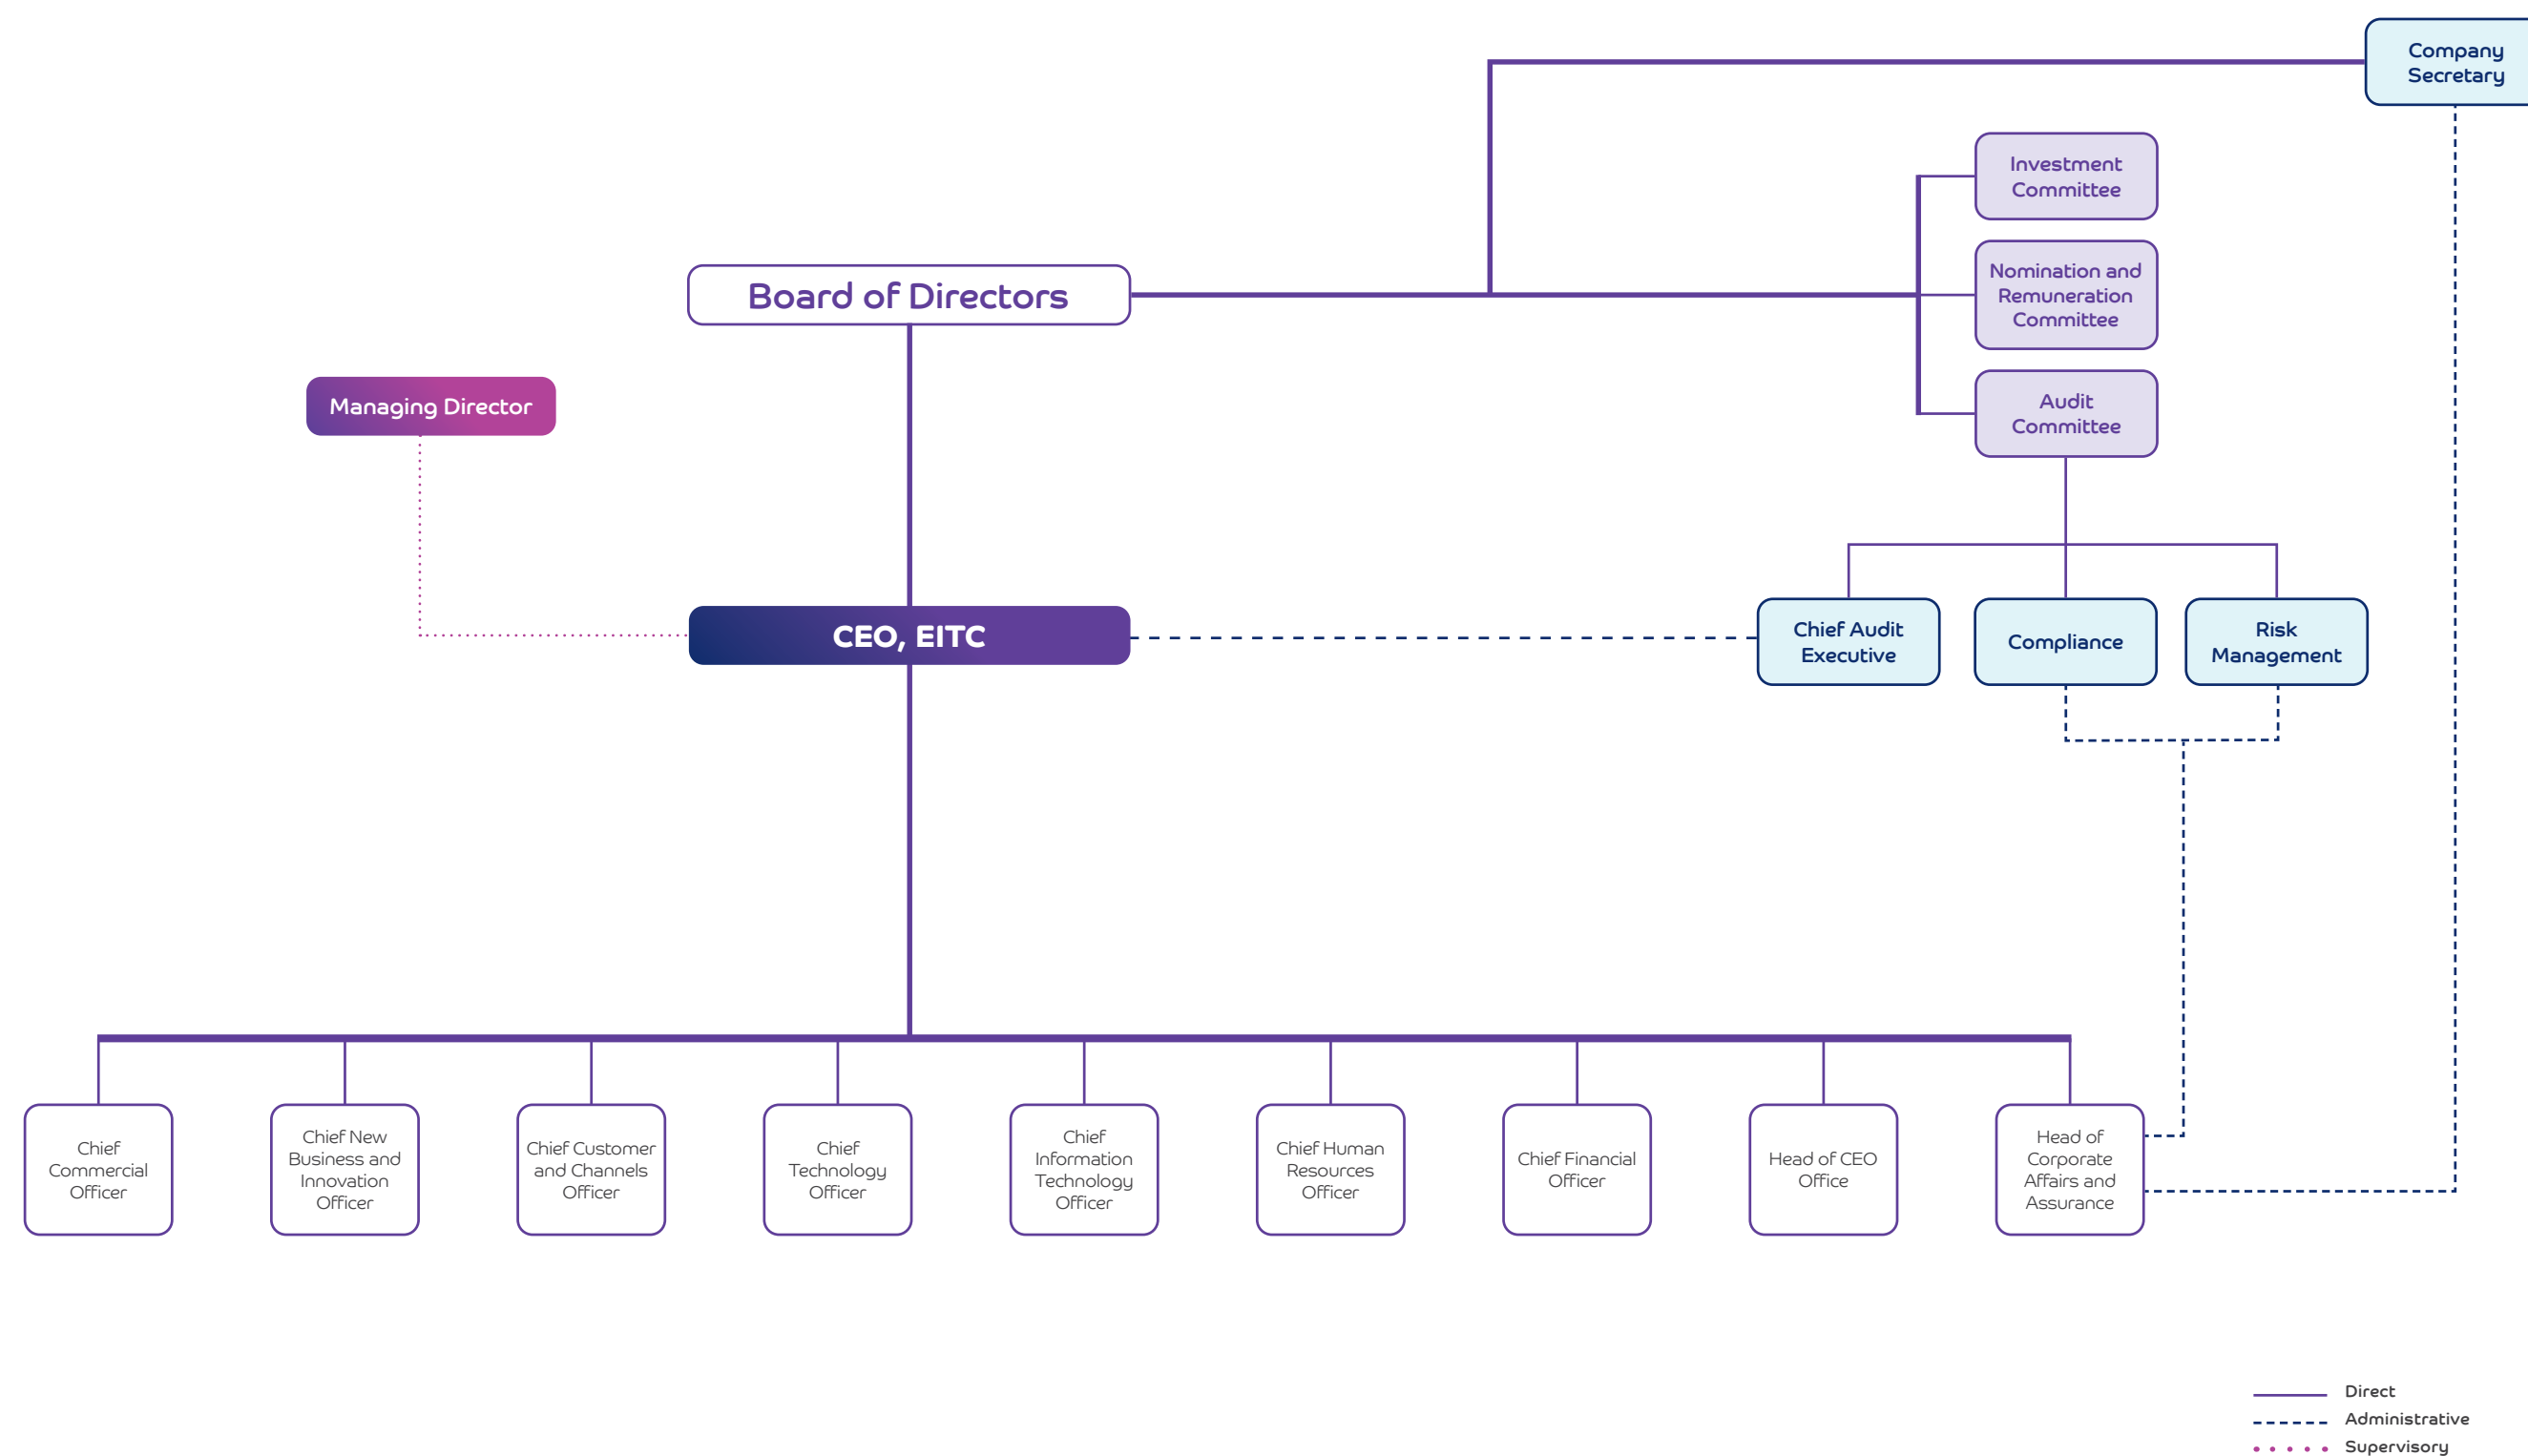 Company
Secretary
Investment
Committee
Nomination and
Remuneration
Committee
Board of Directors
Managing Director
Audit
Committee
CEO, EITC
Chief Audit
Executive
Compliance
Risk
Management
Chief
Commercial
Officer
Chief New
Business and
Innovation
Officer
Chief Customer
and Channels
Officer
Chief
Technology
Officer
Chief
Information
Technology
Officer
Chief Human
Resources
Officer
Chief Financial
Officer
Head of CEO
Office
Head of
Corporate
Affairs and
Assurance
Direct
Administrative
Supervisory